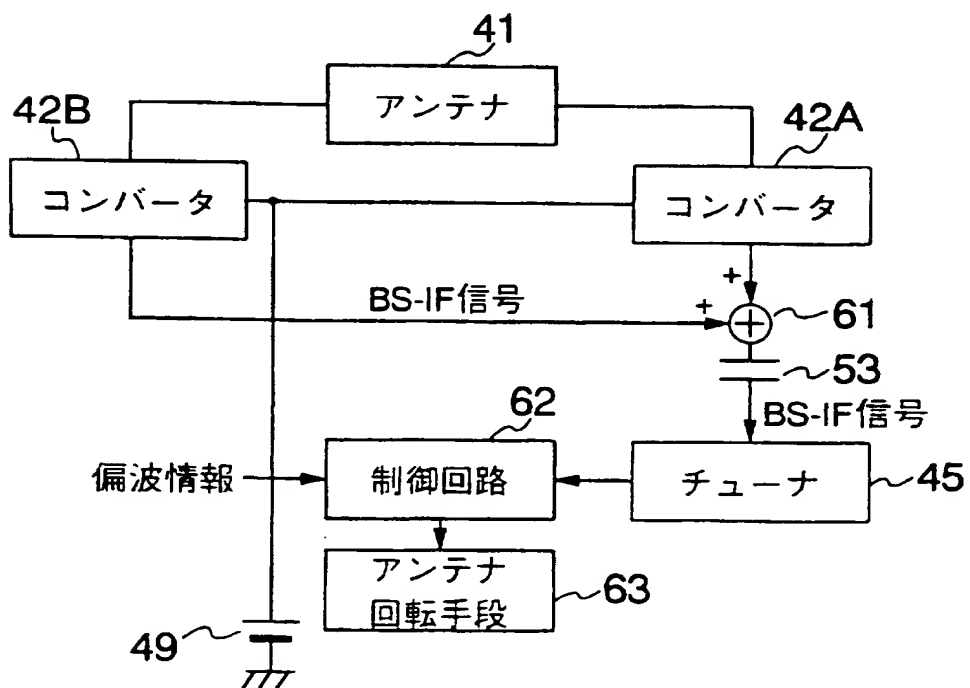 41
アンテナ
42B
42A
コンバータ
コンバータ
+
BS-IF信号
+
61
53
BS-IF信号
62
偏波情報
制御回路
チューナ
45
アンテナ
回転手段
63
49